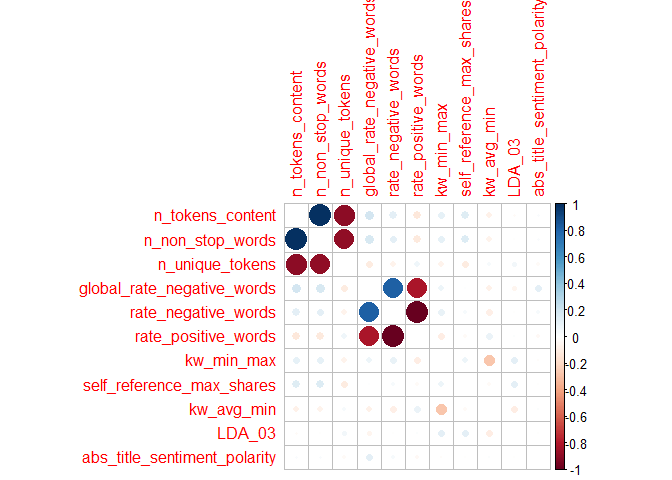 n_tokens_content
n_non_stop_words
n_unique_tokens
global_rate_negative_words
rate_negative_words
rate_positive_words
kw_min_max
self_reference_max_shares
kw_avg_min
LDA_03
abs_title_sentiment_polarity
n_tokens_content
n_non_stop_words
n_unique_tokens
global_rate_negative_words
rate_negative_words
rate_positive_words
kw_min_max
self_reference_max_shares
kw_avg_min
LDA_03
abs_title_sentiment_polarity
1
0.8
0.6
0.4
0.2
0
-0.2
-0.4
-0.6
-0.8
-1